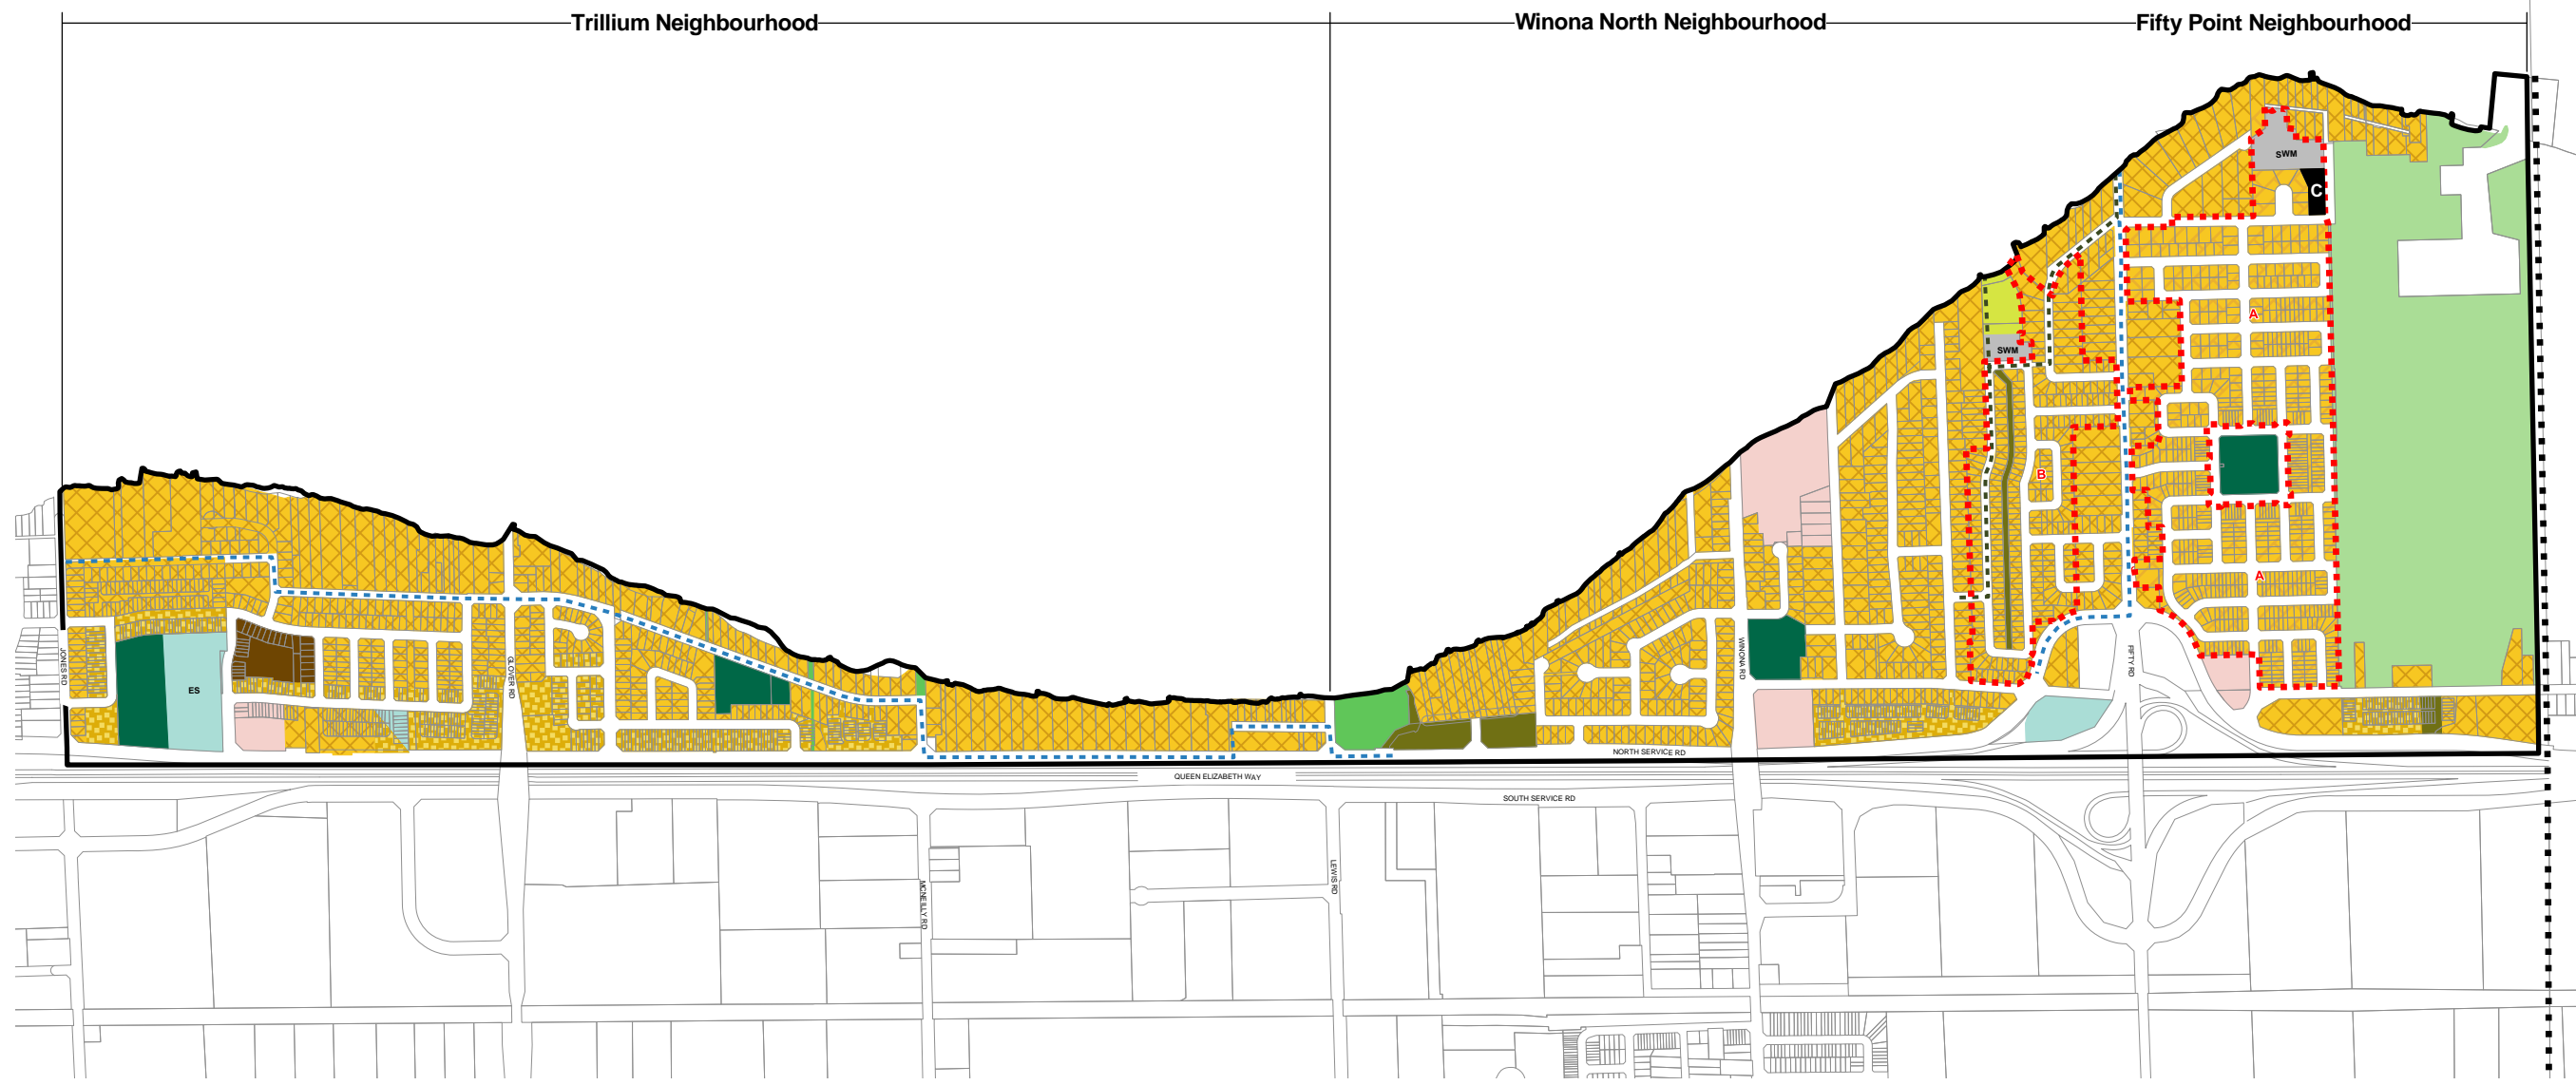 Trillium Neighbourhood
Winona North Neighbourhood
Fifty Point Neighbourhood
SWM
C
A
SWM
B
A
JONES RD
ES
GLOVER RD
WINONA RD
FIFTY RD
NORTH SERVICE RD
QUEEN ELIZABETH WAY
SOUTH SERVICE RD
MCNEILLY RD
LEWIS RD